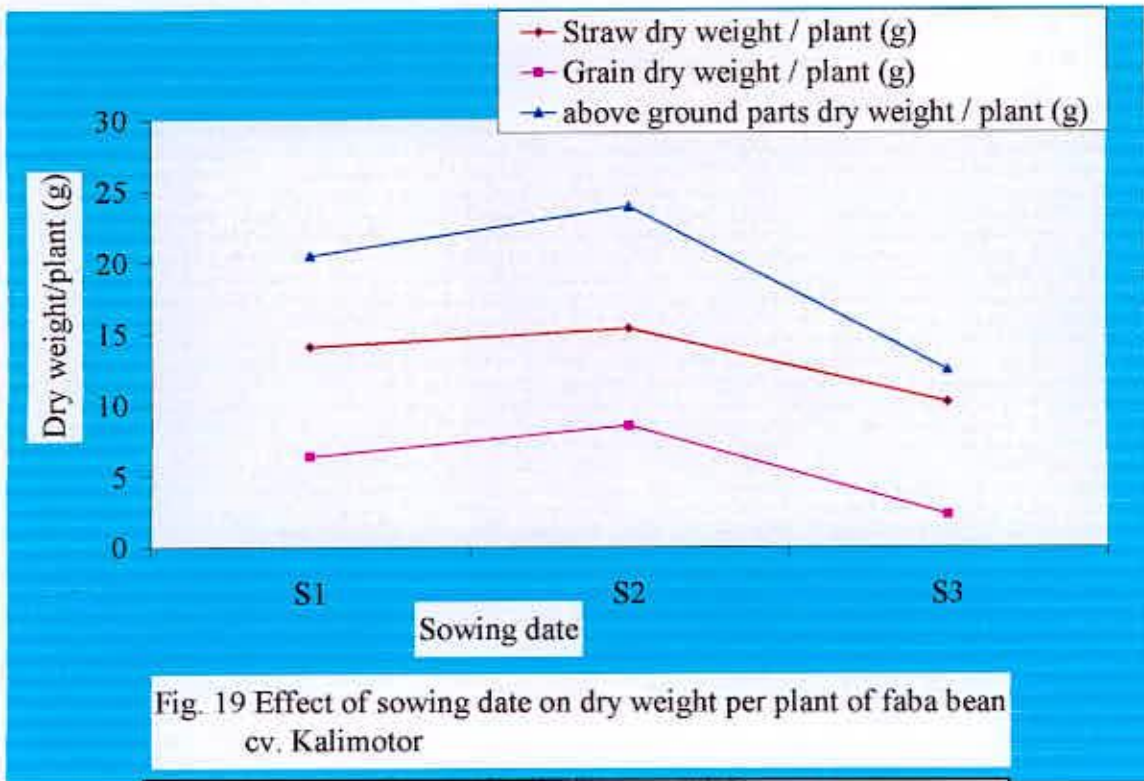 Straw dry weight / plant (g)
Grain dry weight / plant (g)
above ground parts dry weight / plant (g)
30
25
20
15
10
5
0
Dry weight/plant (g)
S1 S2 S3
Sowing date
Fig. 19 Effect of sowing date on dry weight per plant of faba bean
cv. Kalimotor